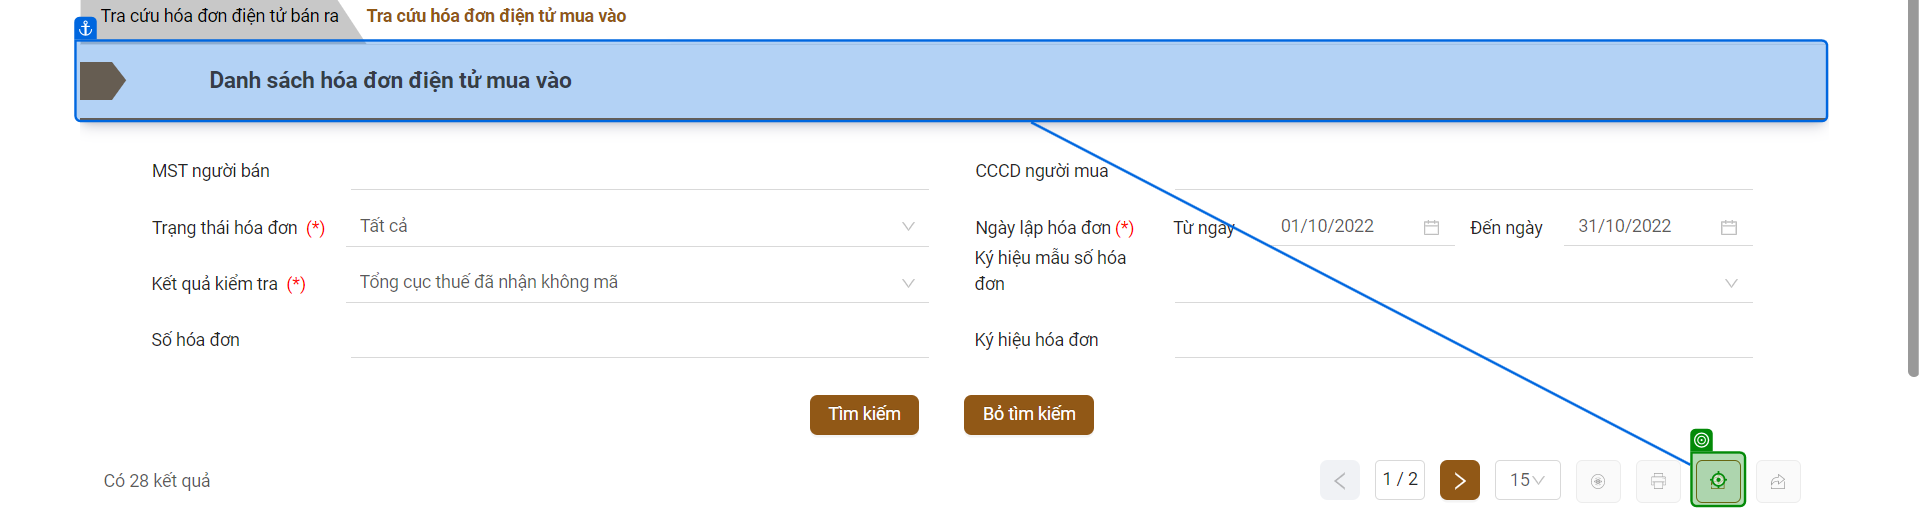 Tra cứu hóa đơn điện tử bán ra Tra cứu hóa đơn điện tử mua vào
Danh sách hóa đơn điện tử mua vào
MST người bán
CCCD người mua
Trạng thái hóa đơn (*) Tất cả
Ngày lập hóa đơn (*) Từ ngày 01/10/2022 Đến ngày 31/10/2022
Kết quả kiểm tra (*) Tổng cục thuế đã nhận không mã
Ký hiệu mẫu số hóa
đơn
Số hóa đơn
Ký hiệu hóa đơn
Tìm kiếm Bỏ tìm kiếm
Có 28 kết quả 1 / 2 15